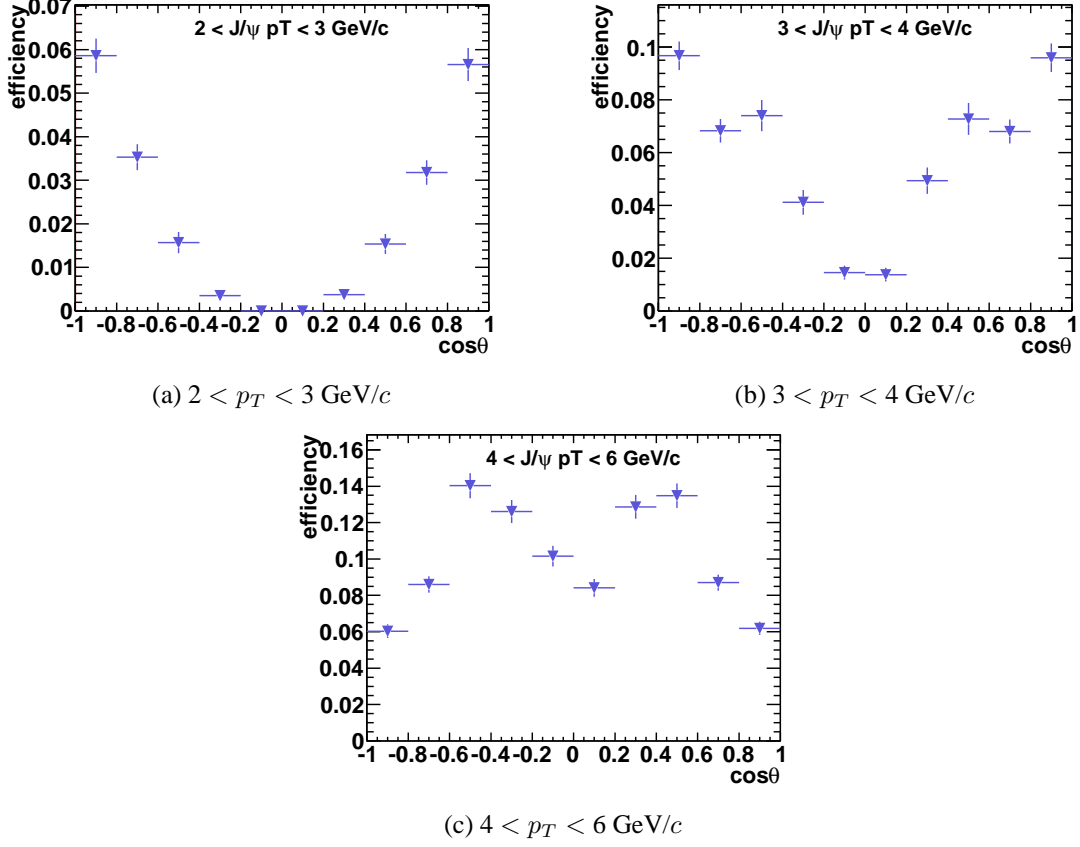 efficiency
2 < J/ψ pT < 3 GeV/c
0.07
0.06
0.05
0.04
0.03
0.02
0.01
0
-1 -0.8 -0.6 -0.4 -0.2 0 0.2 0.4 0.6 0.8 1
cosθ
(a) 2 < p_T < 3 GeV/c
efficiency
3 < J/ψ pT < 4 GeV/c
0.1
0.08
0.06
0.04
0.02
0
-1 -0.8 -0.6 -0.4 -0.2 0 0.2 0.4 0.6 0.8 1
cosθ
(b) 3 < p_T < 4 GeV/c
efficiency
4 < J/ψ pT < 6 GeV/c
0.16
0.14
0.12
0.1
0.08
0.06
0.04
0.02
0
-1 -0.8 -0.6 -0.4 -0.2 0 0.2 0.4 0.6 0.8 1
cosθ
(c) 4 < p_T < 6 GeV/c